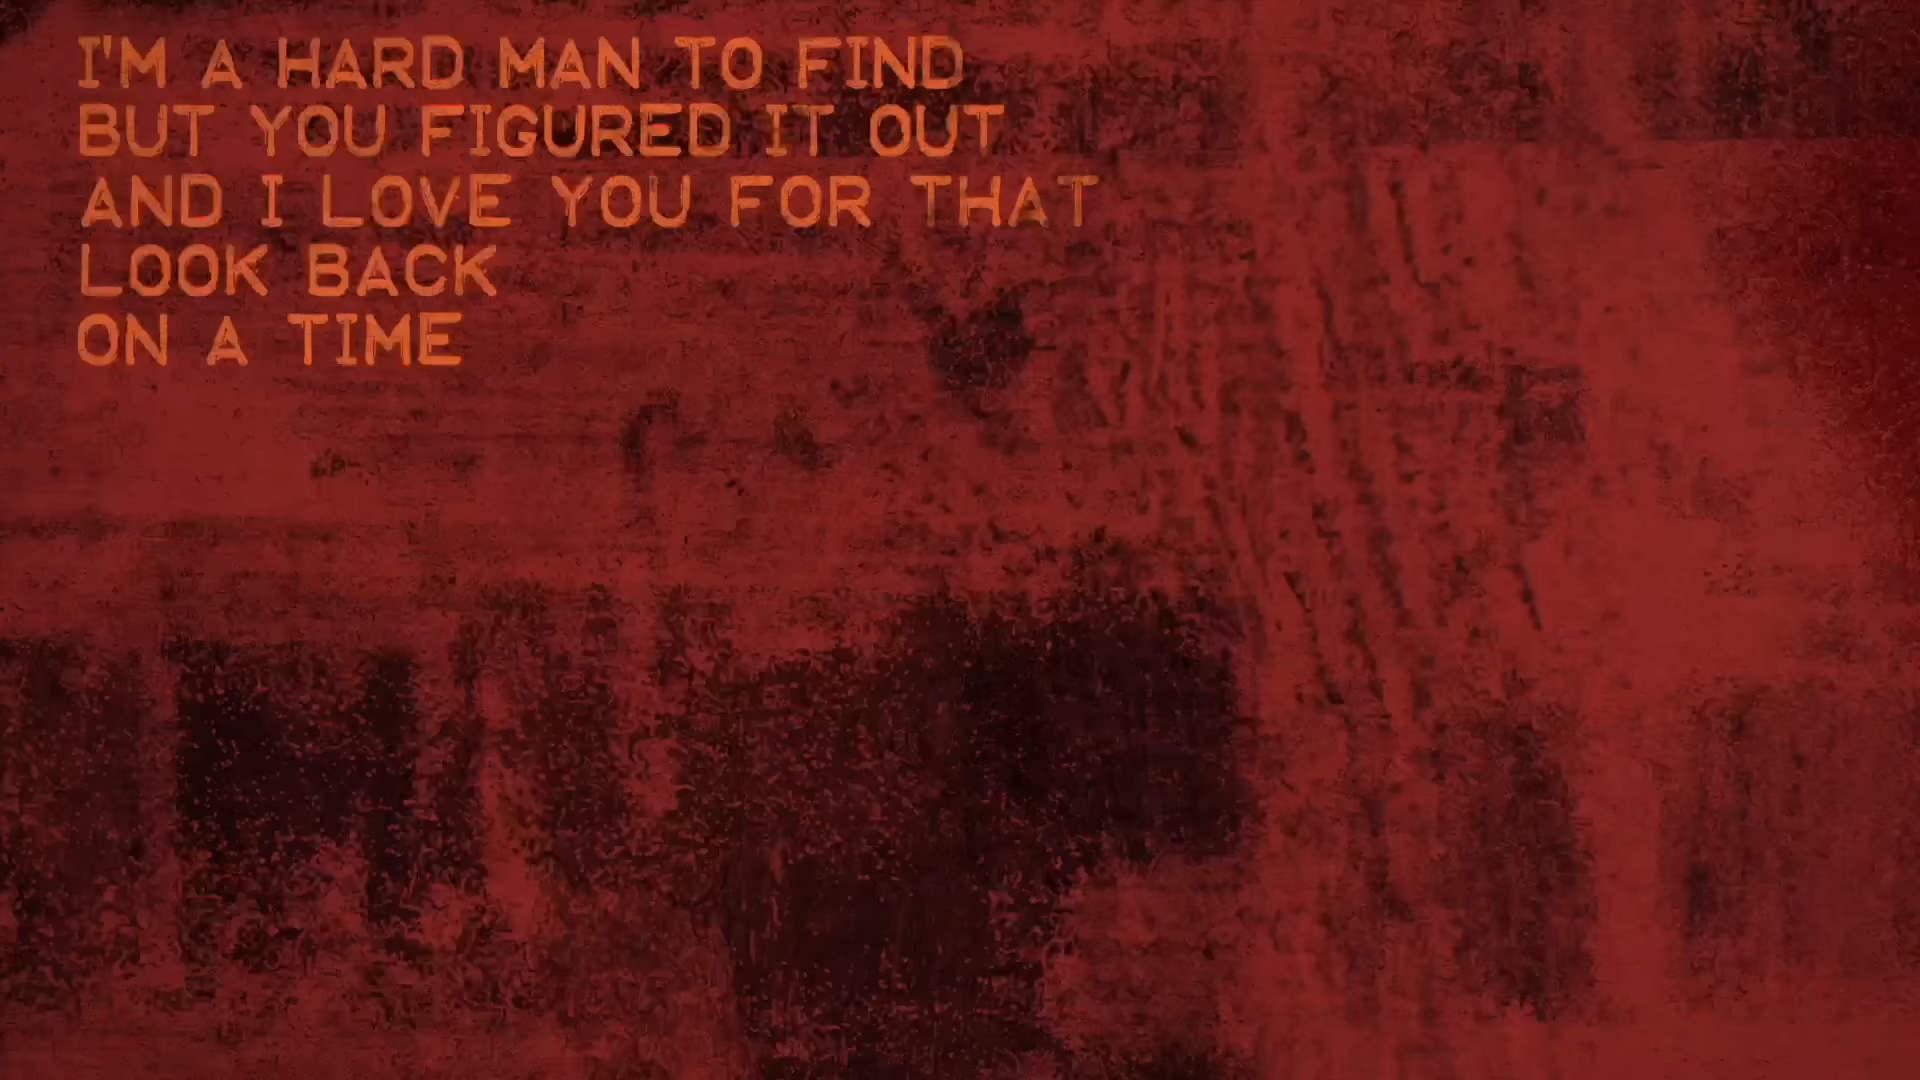 I'M A HARD MAN TO FIND
BUT YOU FIGURED IT OUT
AND I LOVE YOU FOR THAT
LOOK BACK
ON A TIME